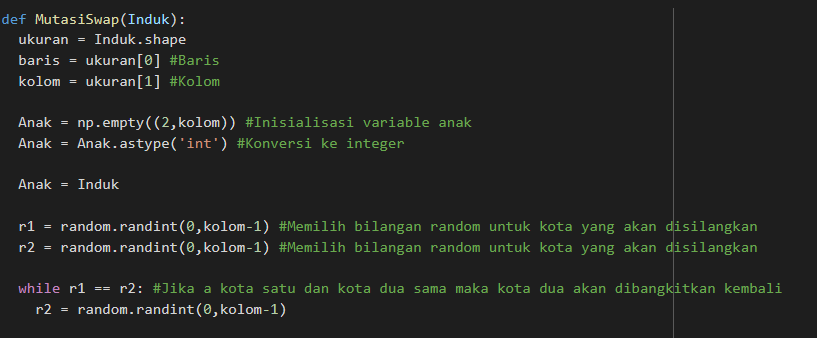 def MutasiSwap(Induk):
  ukuran = Induk.shape
  baris = ukuran[0] #Baris
  kolom = ukuran[1] #Kolom

  Anak = np.empty((2,kolom)) #Inisialisasi variable anak
  Anak = Anak.astype('int') #Konversi ke integer

  Anak = Induk

  r1 = random.randint(0,kolom-1) #Memilih bilangan random untuk kota yang akan disilangkan
  r2 = random.randint(0,kolom-1) #Memilih bilangan random untuk kota yang akan disilangkan

  while r1 == r2: #Jika a kota satu dan kota dua sama maka kota dua akan dibangkitkan kembali
    r2 = random.randint(0,kolom-1)